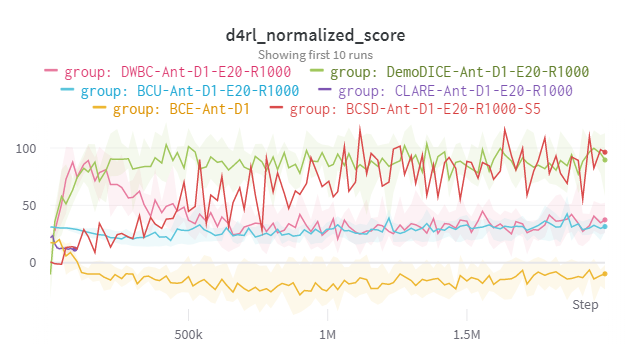 d4rl_normalized_score
Showing first 10 runs
group: DWBC-Ant-D1-E20-R1000 group: DemoDICE-Ant-D1-E20-R1000
group: BCU-Ant-D1-E20-R1000 group: CLARE-Ant-D1-E20-R1000
group: BCE-Ant-D1 group: BCSD-Ant-D1-E20-R1000-S5
100
50
0
Step
500k 1M 1.5M